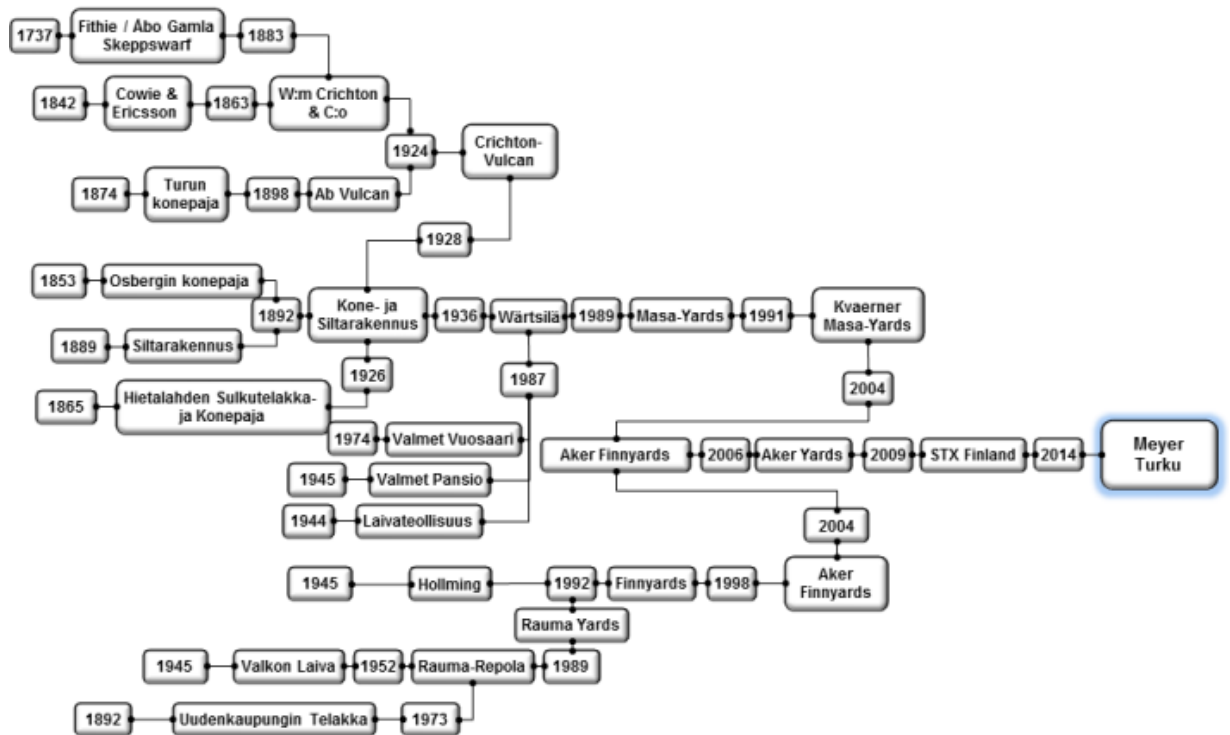 1737
Fithie / Åbo Gamla
Skeppswarf
1883
1842
Cowie &
Ericsson
1863
W:m Crichton
& C:o
1924
Crichton-
Vulcan
1874
Turun
konepaja
1898
Ab Vulcan
1928
1853
Osbergin konepaja
1892
Kone- ja
Siltarakennus
1936
Wärtsilä
1989
Masa-Yards
1991
Kvaerner
Masa-Yards
1889
Siltarakennus
1926
1987
2004
1865
Hietalahden Sulkutelakka-
ja Konepaja
1974
Valmet Vuosaari
Aker Finnyards
2006
Aker Yards
2009
STX Finland
2014
Meyer
Turku
1945
Valmet Pansio
1944
Laivateollisuus
2004
1945
Hollming
1992
Finnyards
1998
Aker
Finnyards
Rauma Yards
1945
Valkon Laiva
1952
Rauma-Repola
1989
1892
Uudenkaupungin Telakka
1973